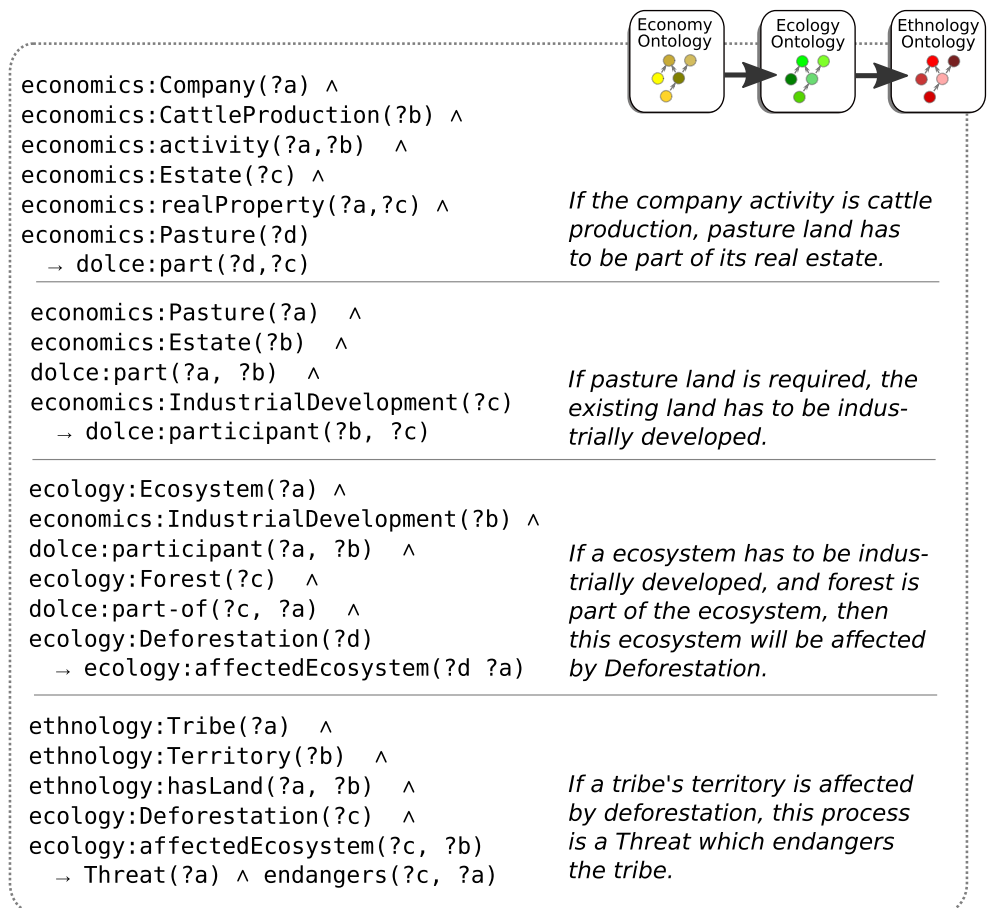 Economy
Ontology
Ecology
Ontology
Ethnology
Ontology
economics:Company(?a) ∧
economics:CattleProduction(?b) ∧
economics:activity(?a,?b) ∧
economics:Estate(?c) ∧
economics:realProperty(?a,?c) ∧
economics:Pasture(?d)
→ dolce:part(?d,?c)
If the company activity is cattle
production, pasture land has
to be part of its real estate.
economics:Pasture(?a) ∧
economics:Estate(?b) ∧
dolce:part(?a, ?b) ∧
economics:IndustrialDevelopment(?c)
→ dolce:participant(?b, ?c)
If pasture land is required, the
existing land has to be indus-
trially developed.
ecology:Ecosystem(?a) ∧
economics:IndustrialDevelopment(?b) ∧
dolce:participant(?a, ?b) ∧
ecology:Forest(?c) ∧
dolce:part-of(?c, ?a) ∧
ecology:Deforestation(?d)
→ ecology:affectedEcosystem(?d ?a)
If a ecosystem has to be indus-
trially developed, and forest is
part of the ecosystem, then
this ecosystem will be affected
by Deforestation.
ethnology:Tribe(?a) ∧
ethnology:Territory(?b) ∧
ethnology:hasLand(?a, ?b) ∧
ecology:Deforestation(?c) ∧
ecology:affectedEcosystem(?c, ?b)
→ Threat(?a) ∧ endangers(?c, ?a)
If a tribe's territory is affected
by deforestation, this process
is a Threat which endangers
the tribe.